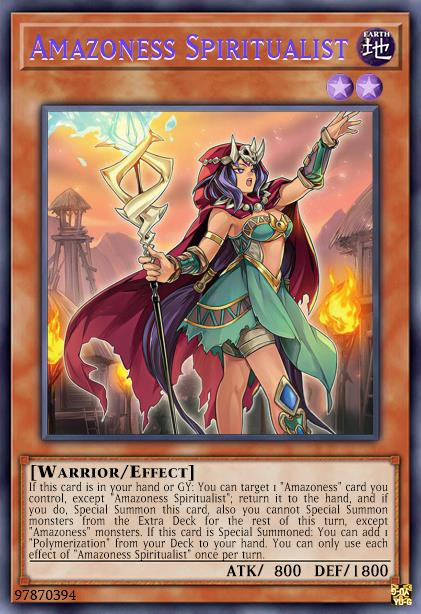 Amazoness Spiritualist
EARTH
地
[Warrior/Effect]
If this card is in your hand or GY: You can target 1 "Amazoness" card you
control, except "Amazoness Spiritualist"; return it to the hand, and if
you do, Special Summon this card, also you cannot Special Summon
monsters from the Extra Deck for the rest of this turn, except
"Amazoness" monsters. If this card is Special Summoned: You can add 1
"Polymerization" from your Deck to your hand. You can only use each
effect of "Amazoness Spiritualist" once per turn.
ATK/ 800 DEF/1800
97870394